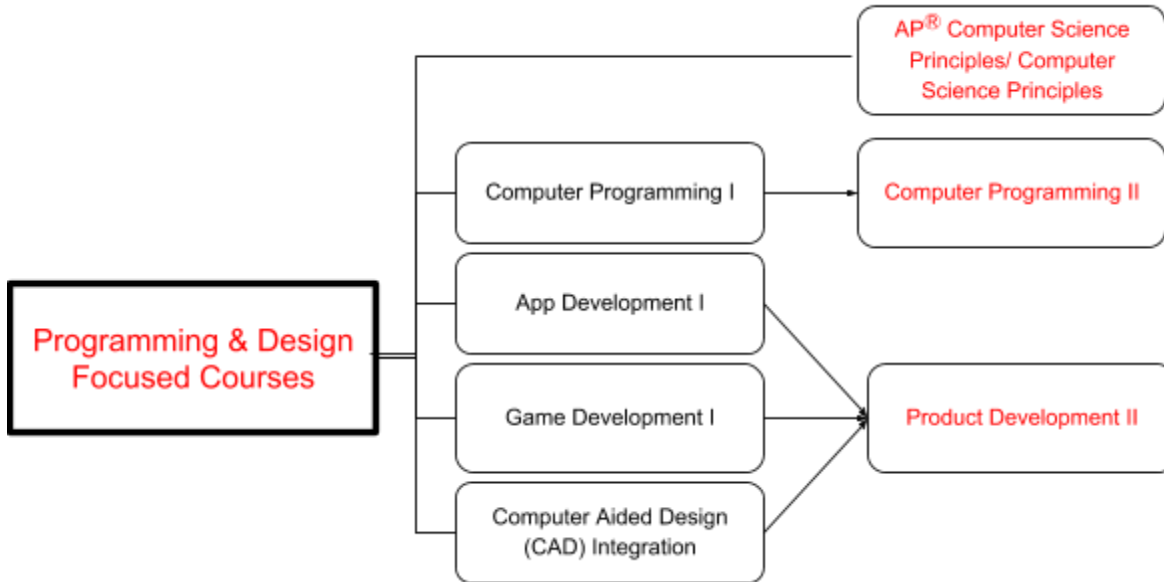 AP® Computer Science
Principles/ Computer
Science Principles
Computer Programming I
Computer Programming II
App Development I
Programming & Design
Focused Courses
Game Development I
Product Development II
Computer Aided Design
(CAD) Integration